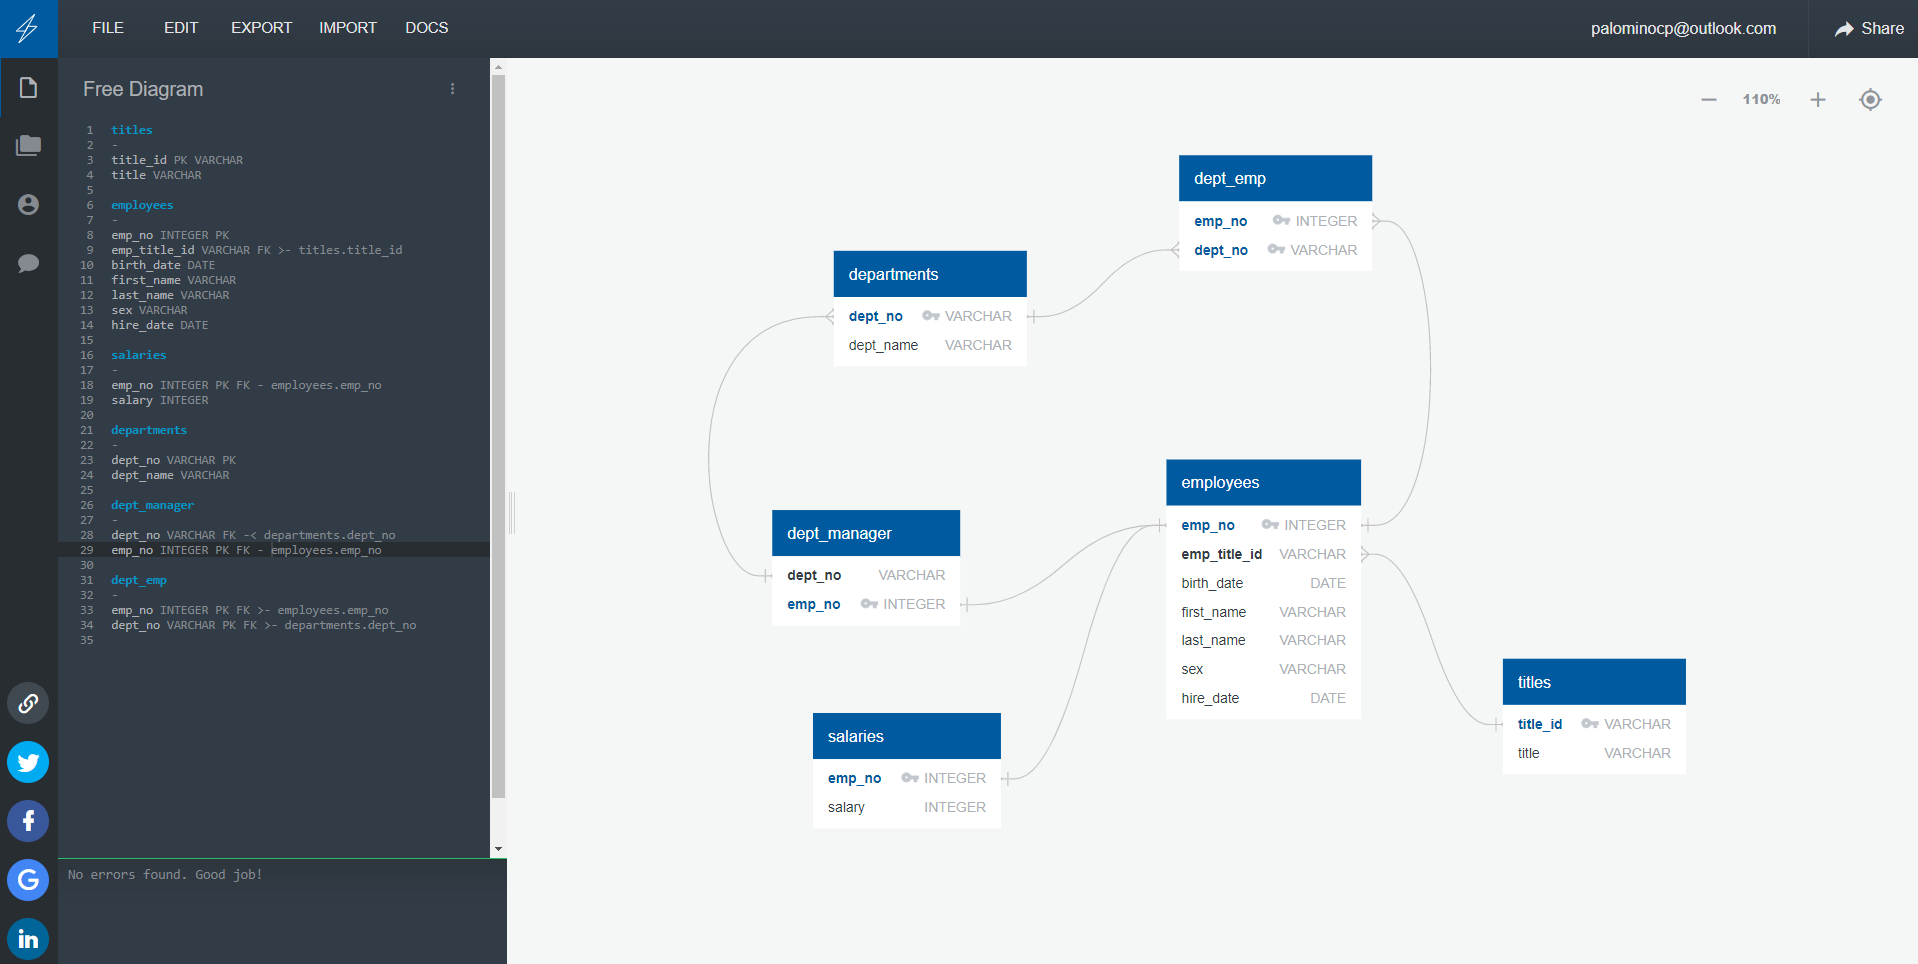 FILE EDIT EXPORT IMPORT DOCS
palominocp@outlook.com
Share
Free Diagram
1 titles
2 -
3 title_id PK VARCHAR
4 title VARCHAR
5
6 employees
7 -
8 emp_no INTEGER PK
9 emp_title_id VARCHAR FK >- titles.title_id
10 birth_date DATE
11 first_name VARCHAR
12 last_name VARCHAR
13 sex VARCHAR
14 hire_date DATE
15
16 salaries
17 -
18 emp_no INTEGER PK FK - employees.emp_no
19 salary INTEGER
20
21 departments
22 -
23 dept_no VARCHAR PK
24 dept_name VARCHAR
25
26 dept_manager
27 -
28 dept_no VARCHAR FK -< departments.dept_no
29 emp_no INTEGER PK FK - employees.emp_no
30
31 dept_emp
32 -
33 emp_no INTEGER PK FK >- employees.emp_no
34 dept_no VARCHAR PK FK >- departments.dept_no
35
No errors found. Good job!
110%
dept_emp
emp_no INTEGER
dept_no VARCHAR
departments
dept_no VARCHAR
dept_name VARCHAR
employees
emp_no INTEGER
emp_title_id VARCHAR
birth_date DATE
first_name VARCHAR
last_name VARCHAR
sex VARCHAR
hire_date DATE
dept_manager
dept_no VARCHAR
emp_no INTEGER
titles
title_id VARCHAR
title VARCHAR
salaries
emp_no INTEGER
salary INTEGER
f
G
in